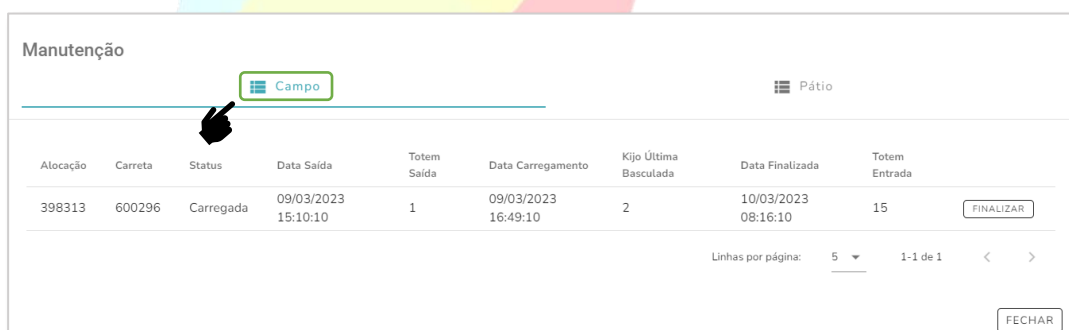 Manutenção
Campo
Pátio
Alocação Carreta Status Data Saída Totem Saída Data Carregamento Kijo Última Basculada Data Finalizada Totem Entrada
398313 600296 Carregada 09/03/2023 15:10:10 1 09/03/2023 16:49:10 2 10/03/2023 08:16:10 15 FINALIZAR
Linhas por página: 5 1-1 de 1
FECHAR